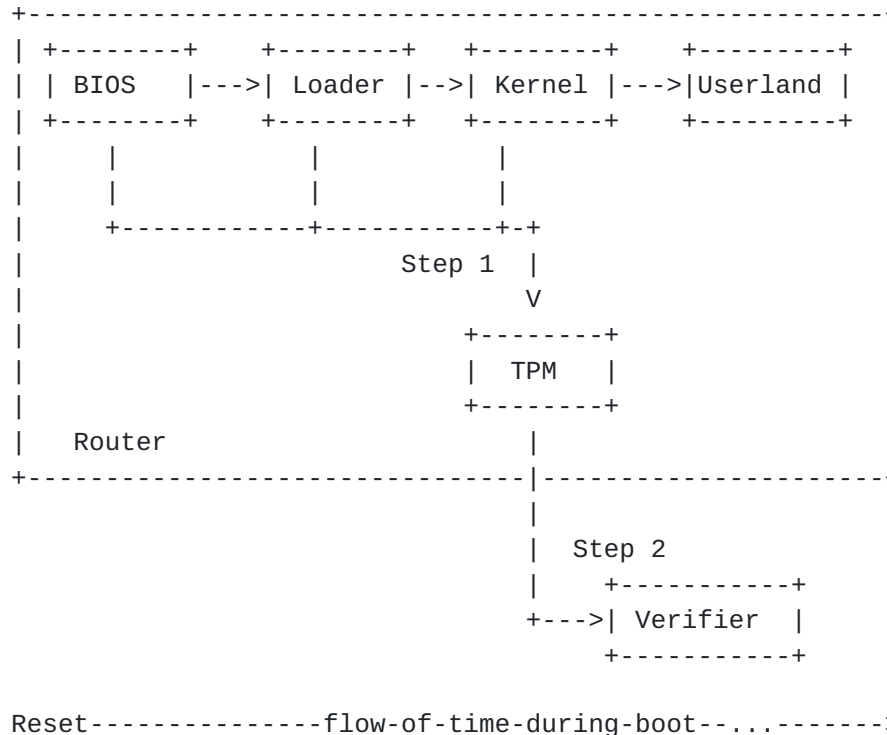 BIOS Loader Kernel Userland
Step 1
V
TPM
Router
Step 2
Verifier
Reset---------------flow-of-time-during-boot--...------->